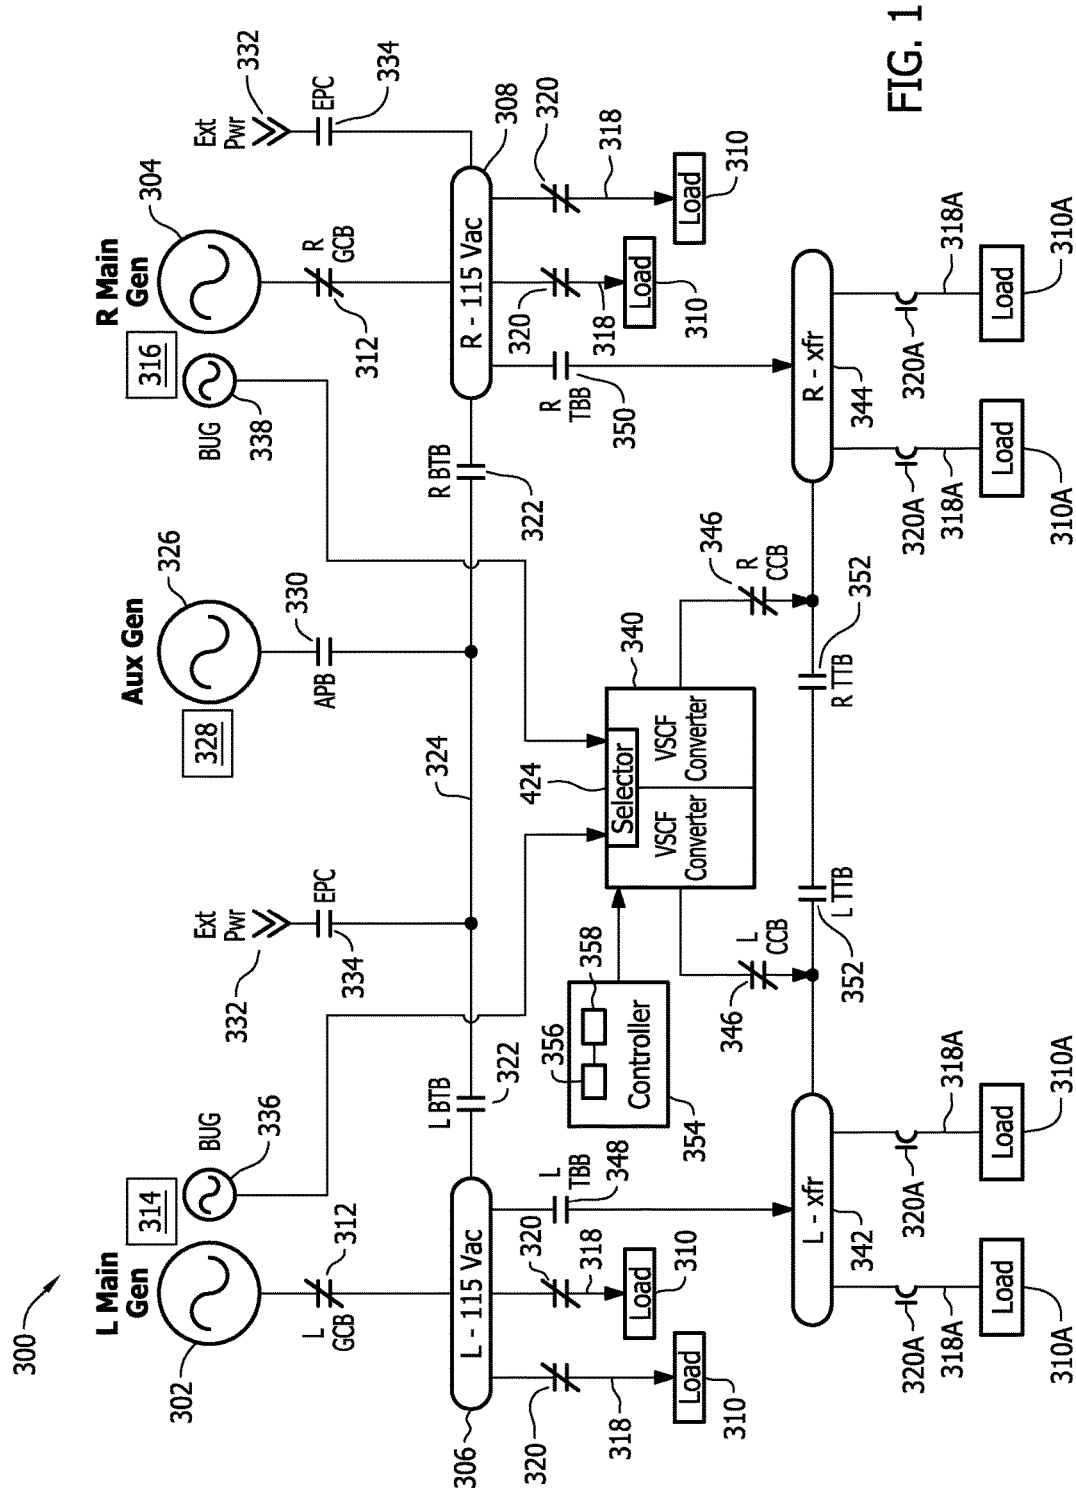 300
L Main
Gen
302
314
BUG
336
L
GCB
312
Ext
Pwr
332
EPC
334
Aux Gen
326
328
APB
330
R Main
Gen
304
316
BUG
338
R
GCB
312
Ext
Pwr
332
EPC
334
306
L - 115 Vac
L BTB
322
324
R BTB
322
R - 115 Vac
308
320
318
Load
310
320
318
Load
310
L
TBB
348
R
TBB
350
320
318
Load
310
320
318
Load
310
356
358
Controller
354
424
Selector
VSCF
Converter
VSCF
Converter
340
346
L
CCB
346
R
CCB
L - xfr
342
352
L TTB
R TTB
352
R - xfr
344
320A
318A
Load
310A
320A
318A
Load
310A
320A
318A
Load
310A
320A
318A
Load
310A
FIG. 1